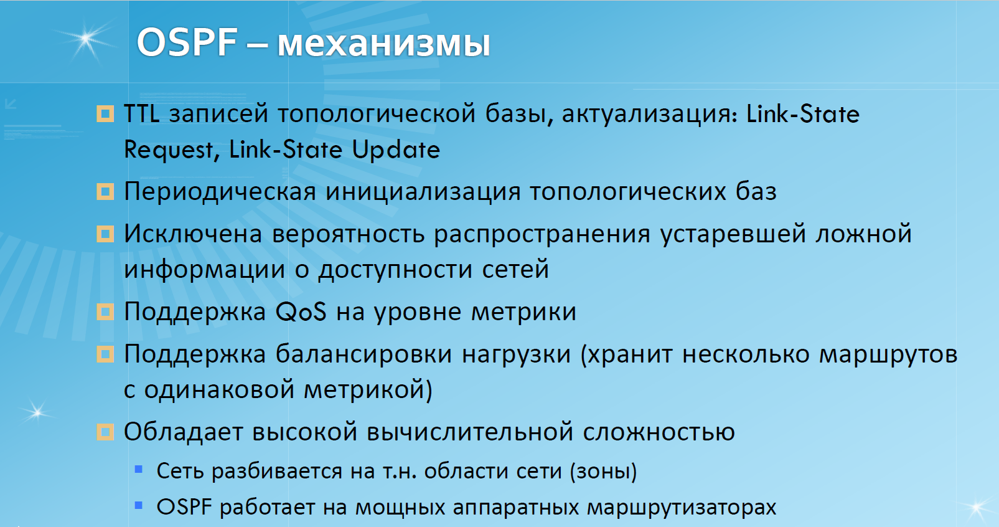 OSPF – механизмы
TTL записей топологической базы, актуализация: Link-State
Request, Link-State Update
Периодическая инициализация топологических баз
Исключена вероятность распространения устаревшей ложной
информации о доступности сетей
Поддержка QoS на уровне метрики
Поддержка балансировки нагрузки (хранит несколько маршрутов
с одинаковой метрикой)
Обладает высокой вычислительной сложностью
Сеть разбивается на т.н. области сети (зоны)
OSPF работает на мощных аппаратных маршрутизаторах